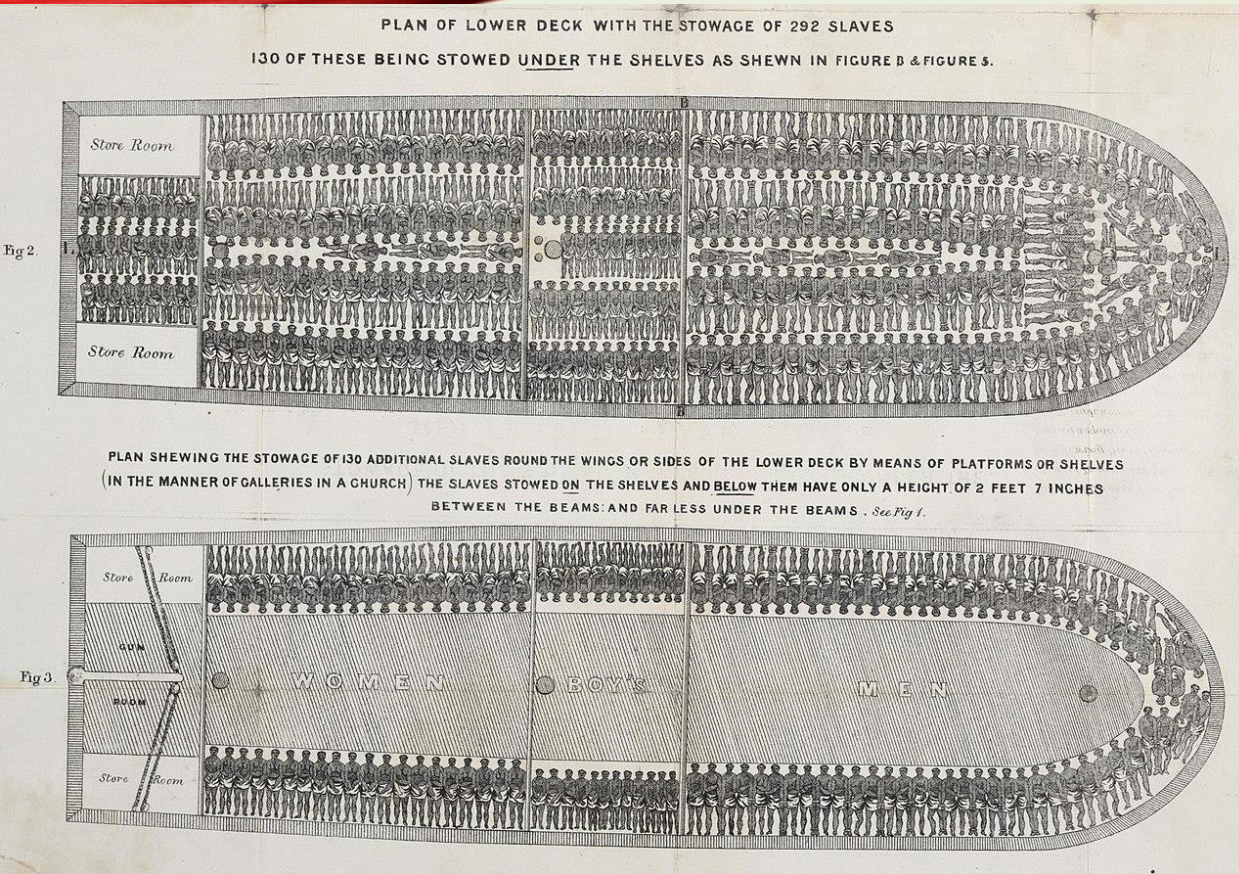 PLAN OF LOWER DECK WITH THE STOWAGE OF 292 SLAVES
130 OF THESE BEING STOWED UNDER THE SHELVES AS SHEWN IN FIGURE B & FIGURE 5.
B
Store Room
Fig 2.
Store Room
B
PLAN SHEWING THE STOWAGE OF 130 ADDITIONAL SLAVES ROUND THE WINGS OR SIDES OF THE LOWER DECK BY MEANS OF PLATFORMS OR SHELVES
(IN THE MANNER OF GALLERIES IN A CHURCH) THE SLAVES STOWED ON THE SHELVES AND BELOW THEM HAVE ONLY A HEIGHT OF 2 FEET 7 INCHES
BETWEEN THE BEAMS: AND FAR LESS UNDER THE BEAMS. See Fig 1.
Store Room
GUN
Fig 3.
WOMEN BOY'S MEN
ROOM
Store Room